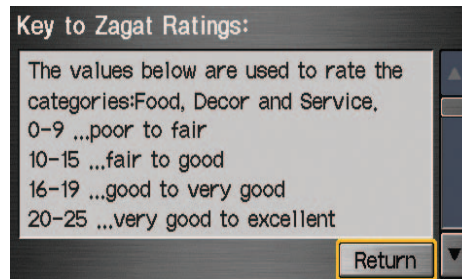 Key to Zagat Ratings:
The values below are used to rate the
categories:Food, Decor and Service.
0-9 ...poor to fair
10-15 ...fair to good
16-19 ...good to very good
20-25 ...very good to excellent
Return